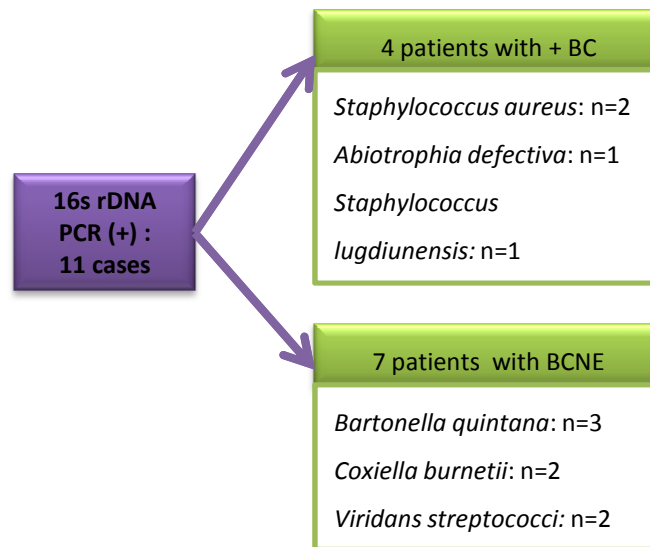 16s rDNA
PCR (+) :
11 cases
4 patients with + BC
Staphylococcus aureus: n=2
Abiotrophia defectiva: n=1
Staphylococcus
lugdiunensis: n=1
7 patients  with BCNE
Bartonella quintana: n=3
Coxiella burnetii: n=2
Viridans streptococci: n=2